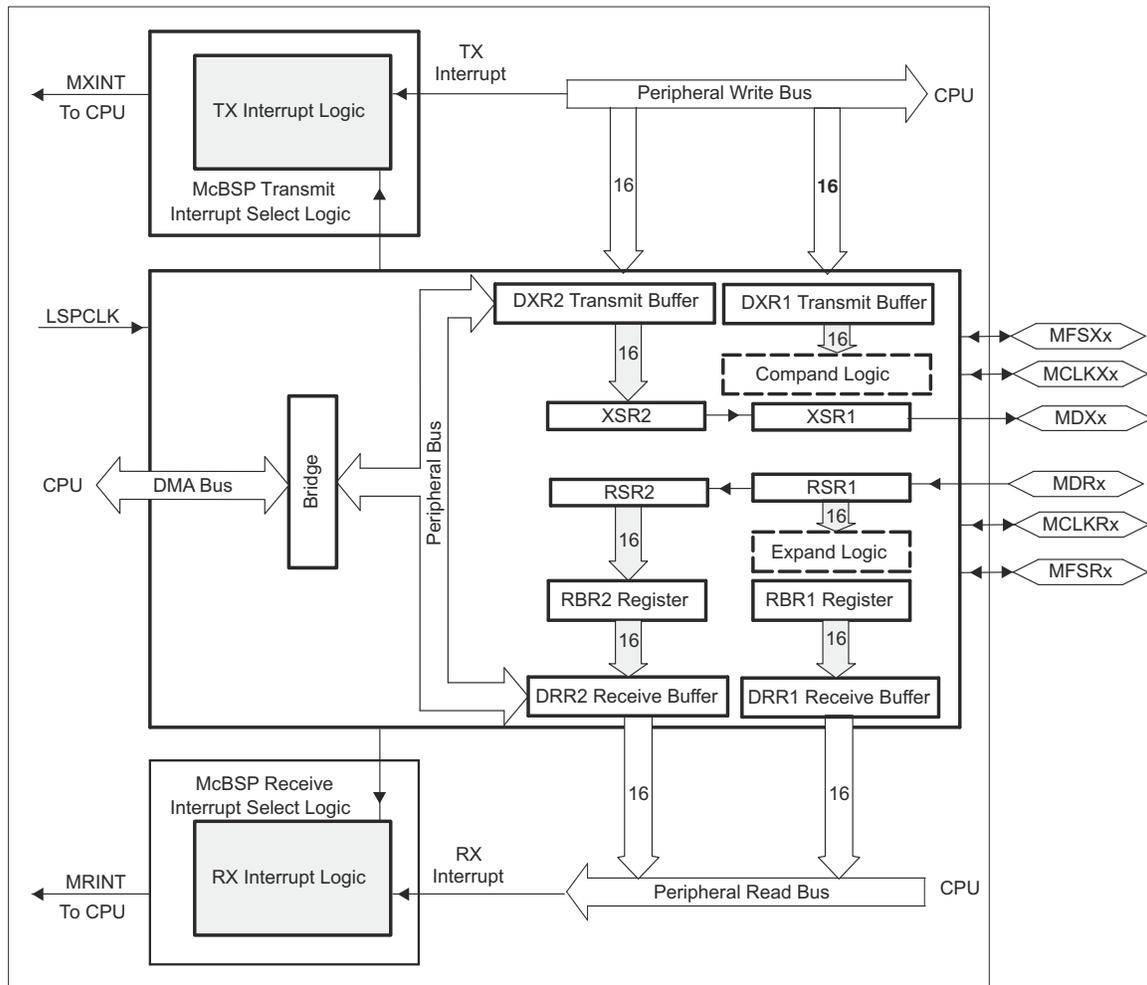 TX
Interrupt
MXINT
To CPU
TX Interrupt Logic
Peripheral Write Bus
CPU
McBSP Transmit
Interrupt Select Logic
16
16
LSPCLK
DXR2 Transmit Buffer
DXR1 Transmit Buffer
16
16
MFSXx
Compand Logic
MCLKXx
XSR2
XSR1
MDXx
CPU
DMA Bus
Bridge
Peripheral Bus
RSR2
RSR1
MDRx
16
16
MCLKRx
Expand Logic
MFSRx
RBR2 Register
RBR1 Register
16
16
DRR2 Receive Buffer
DRR1 Receive Buffer
McBSP Receive
Interrupt Select Logic
16
16
RX
Interrupt
MRINT
To CPU
RX Interrupt Logic
Peripheral Read Bus
CPU